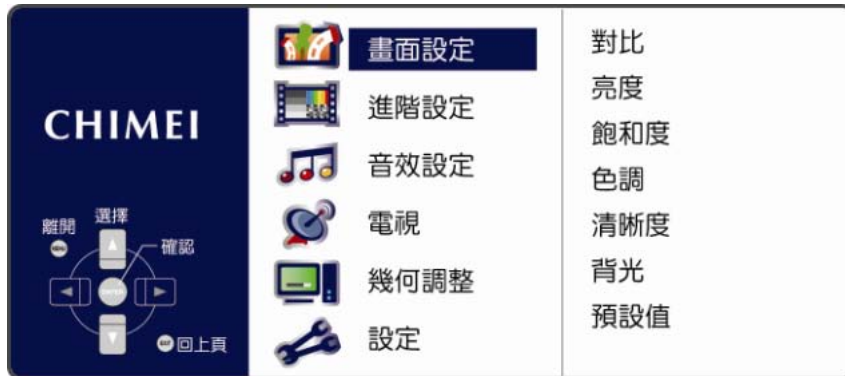 CHIMEI
離開
選擇
確認
MENU
ENTER
EXIT
回上頁
畫面設定
進階設定
音效設定
電視
幾何調整
設定
對比
亮度
飽和度
色調
清晰度
背光
預設值